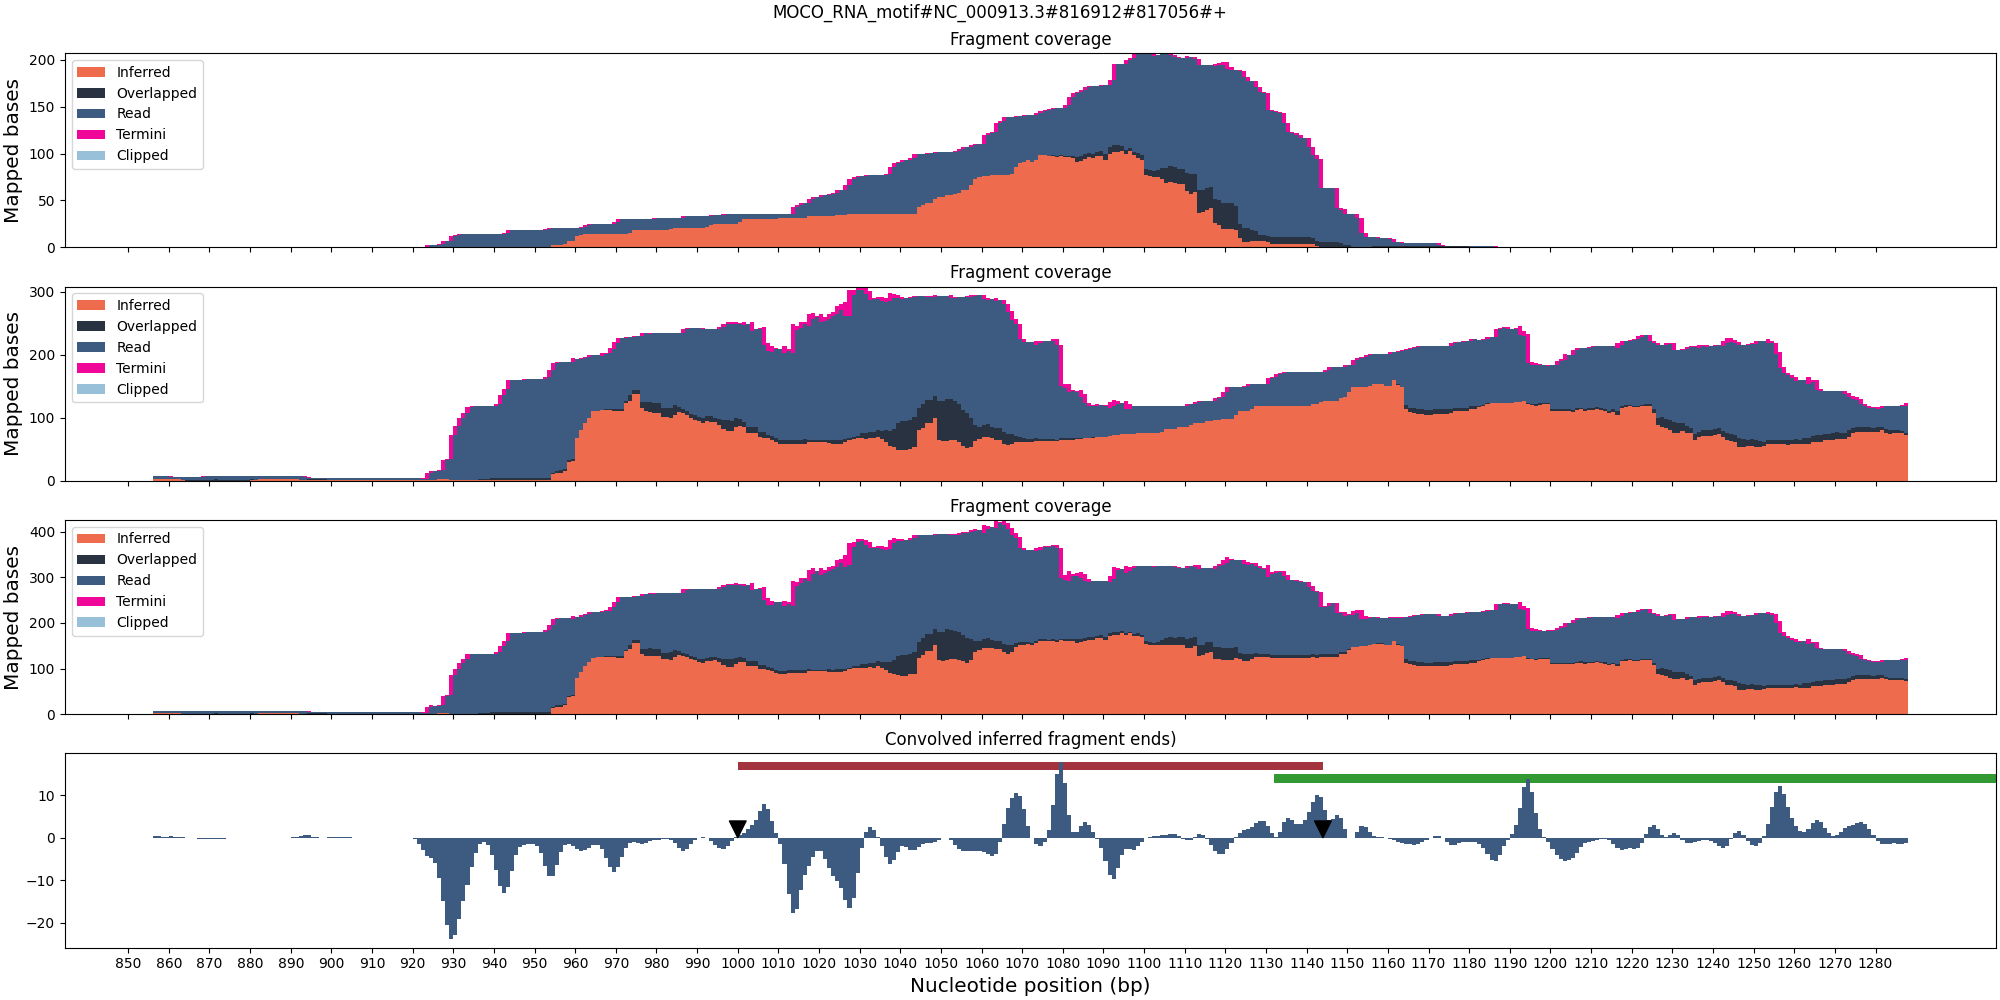 MOCO_RNA_motif#NC_000913.3#816912#817056#+
Fragment coverage
Mapped bases
200
150
100
50
0
Inferred
Overlapped
Read
Termini
Clipped
Fragment coverage
Mapped bases
300
200
100
0
Inferred
Overlapped
Read
Termini
Clipped
Fragment coverage
Mapped bases
400
300
200
100
0
Inferred
Overlapped
Read
Termini
Clipped
Convolved inferred fragment ends)
10
0
−10
−20
850 860 870 880 890 900 910 920 930 940 950 960 970 980 990 1000 1010 1020 1030 1040 1050 1060 1070 1080 1090 1100 1110 1120 1130 1140 1150 1160 1170 1180 1190 1200 1210 1220 1230 1240 1250 1260 1270 1280
Nucleotide position (bp)